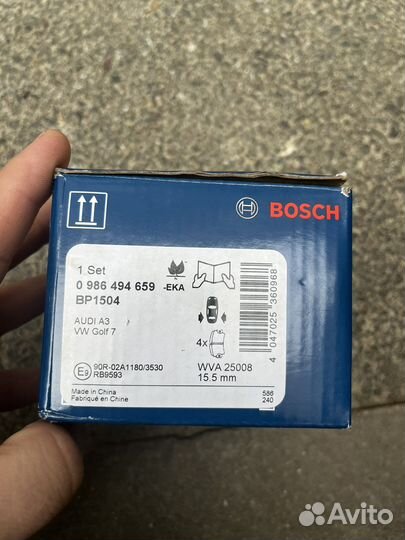 BOSCH
1 Set
0 986 494 659 -EKA
BP1504
AUDI A3
VW Golf 7
4x
4 047025 360968
E9 90R-02A1180/3530
RB9593
WVA 25008
15.5 mm
Made in China
Fabriqué en Chine
586
240
Avito